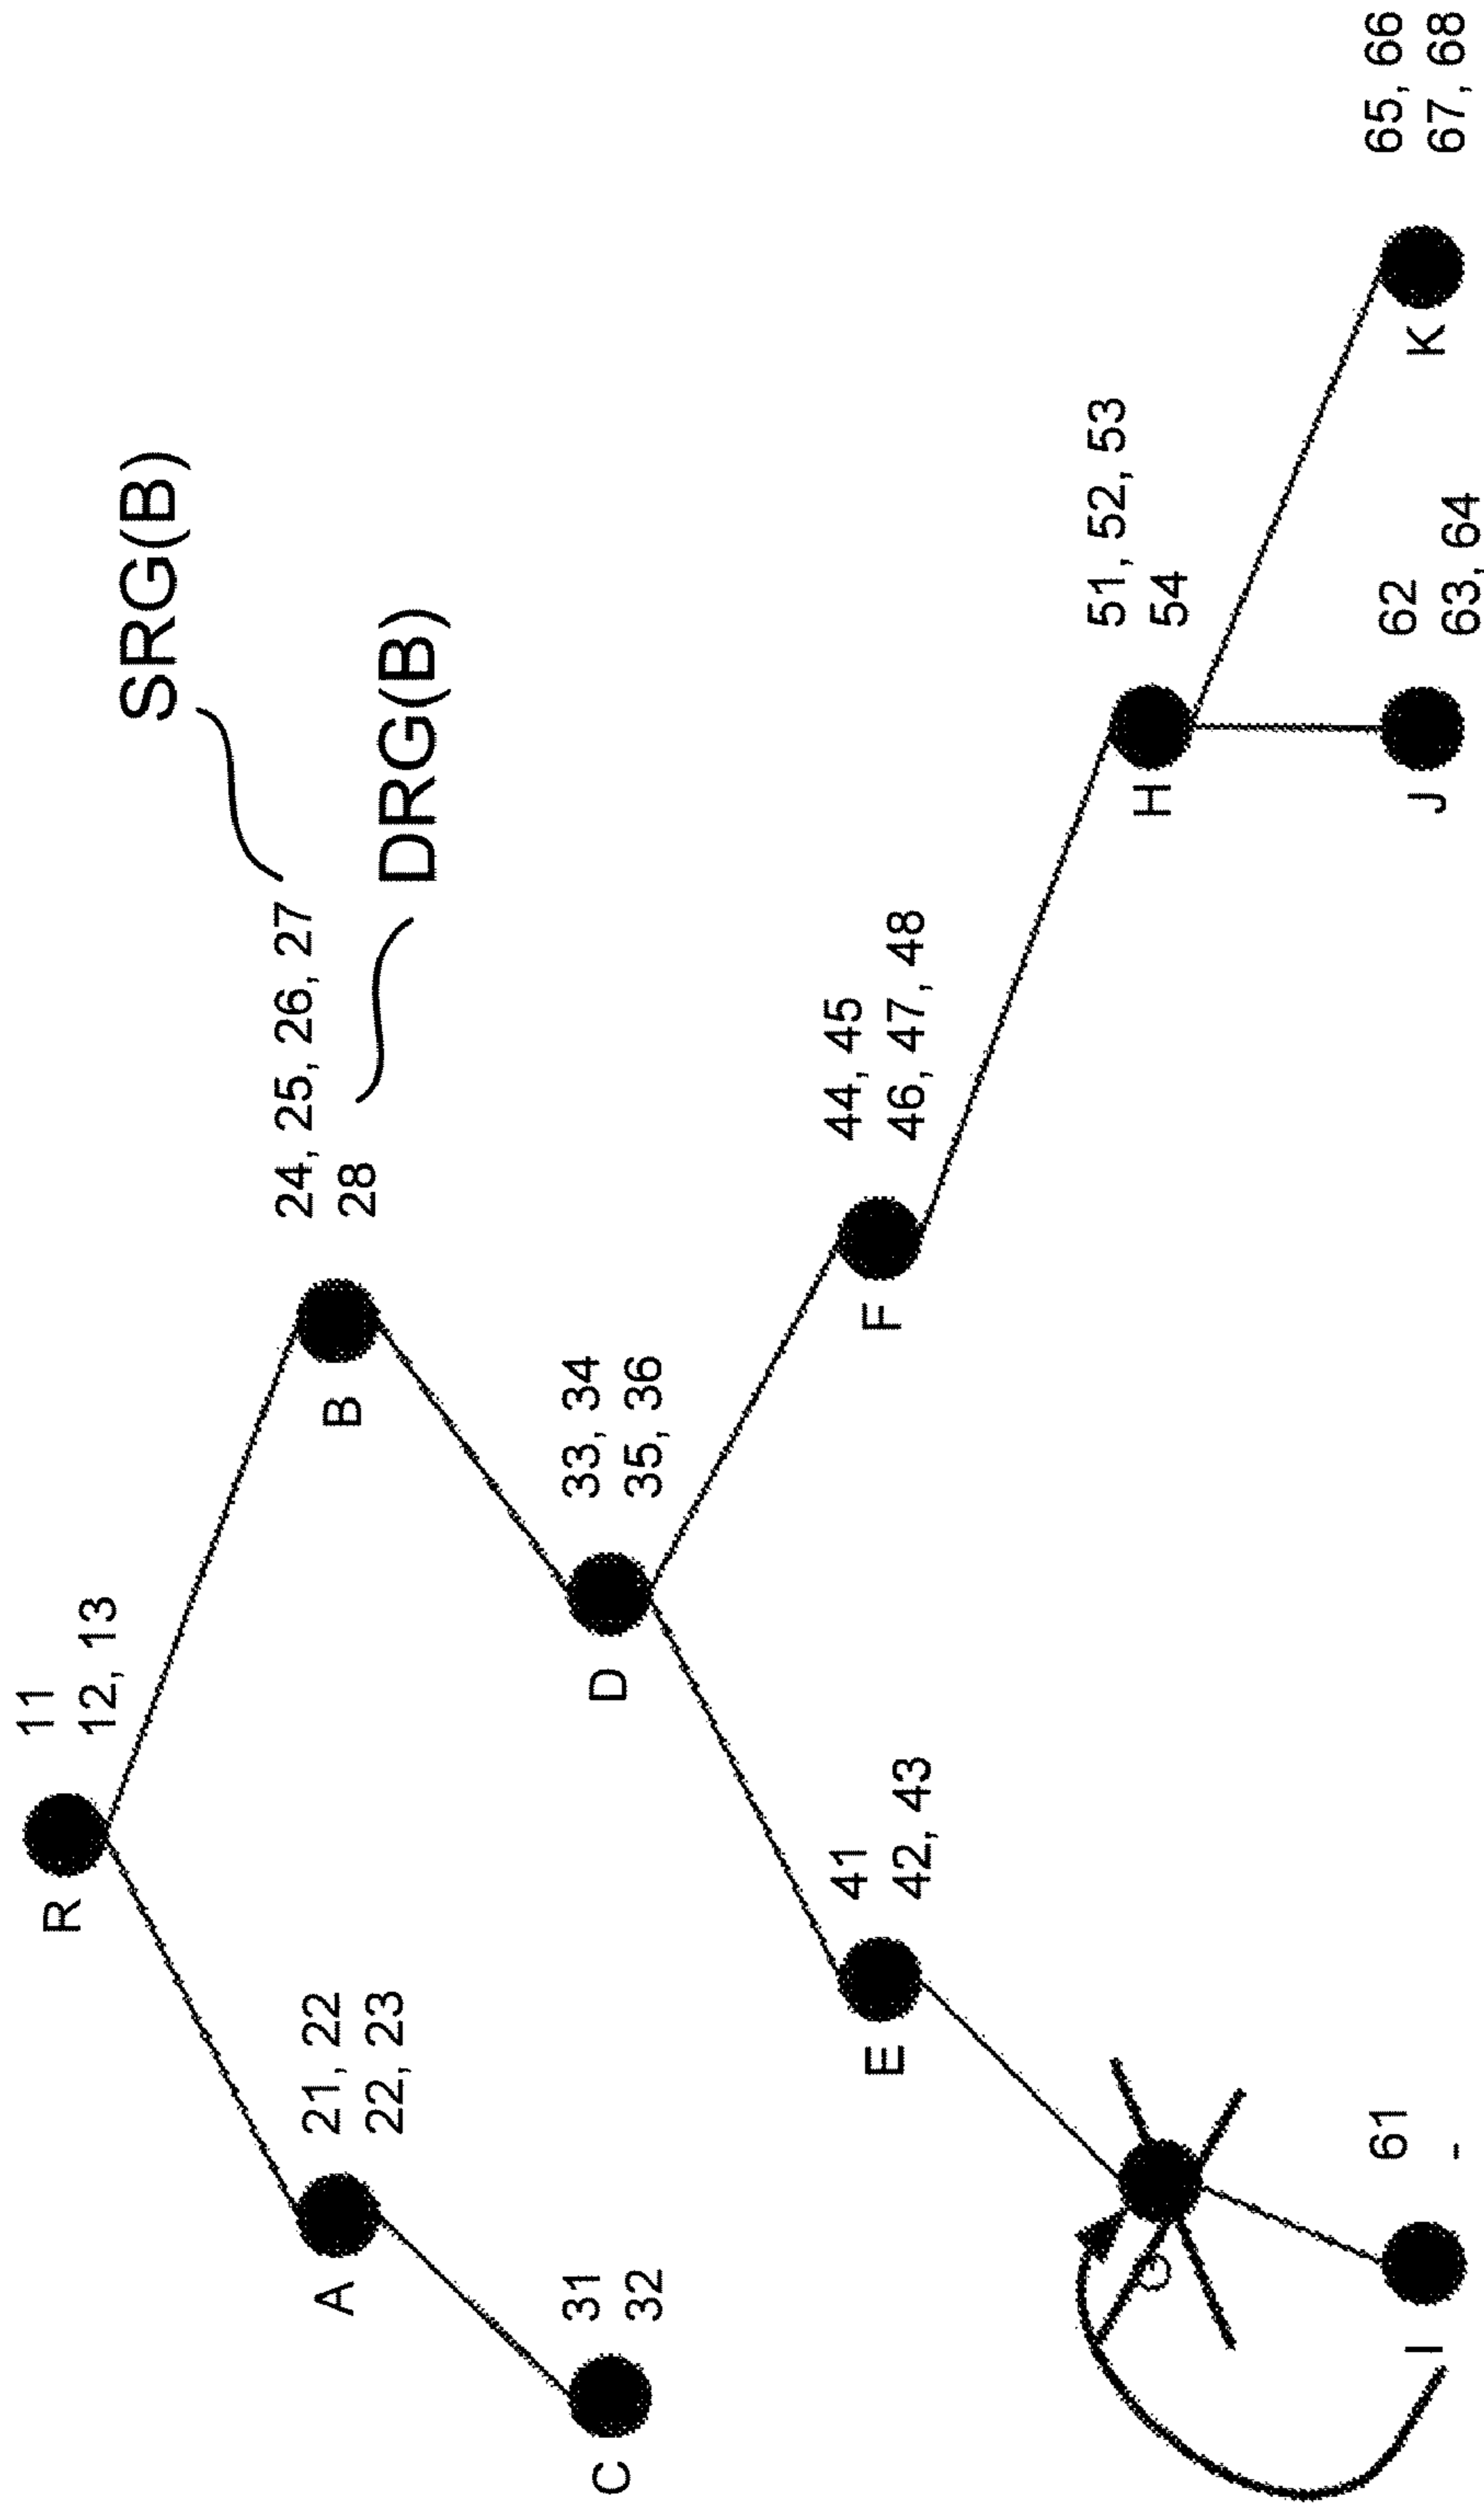 R
11
12, 13
SRG(B)
DRG(B)
A
21, 22
22, 23
B
24, 25, 26, 27
28
C
31
32
D
33, 34
35, 36
E
41
42, 43
F
44, 45
46, 47, 48
G
H
51, 52, 53
54
I
61
-
J
62
63, 64
K
65, 66
67, 68